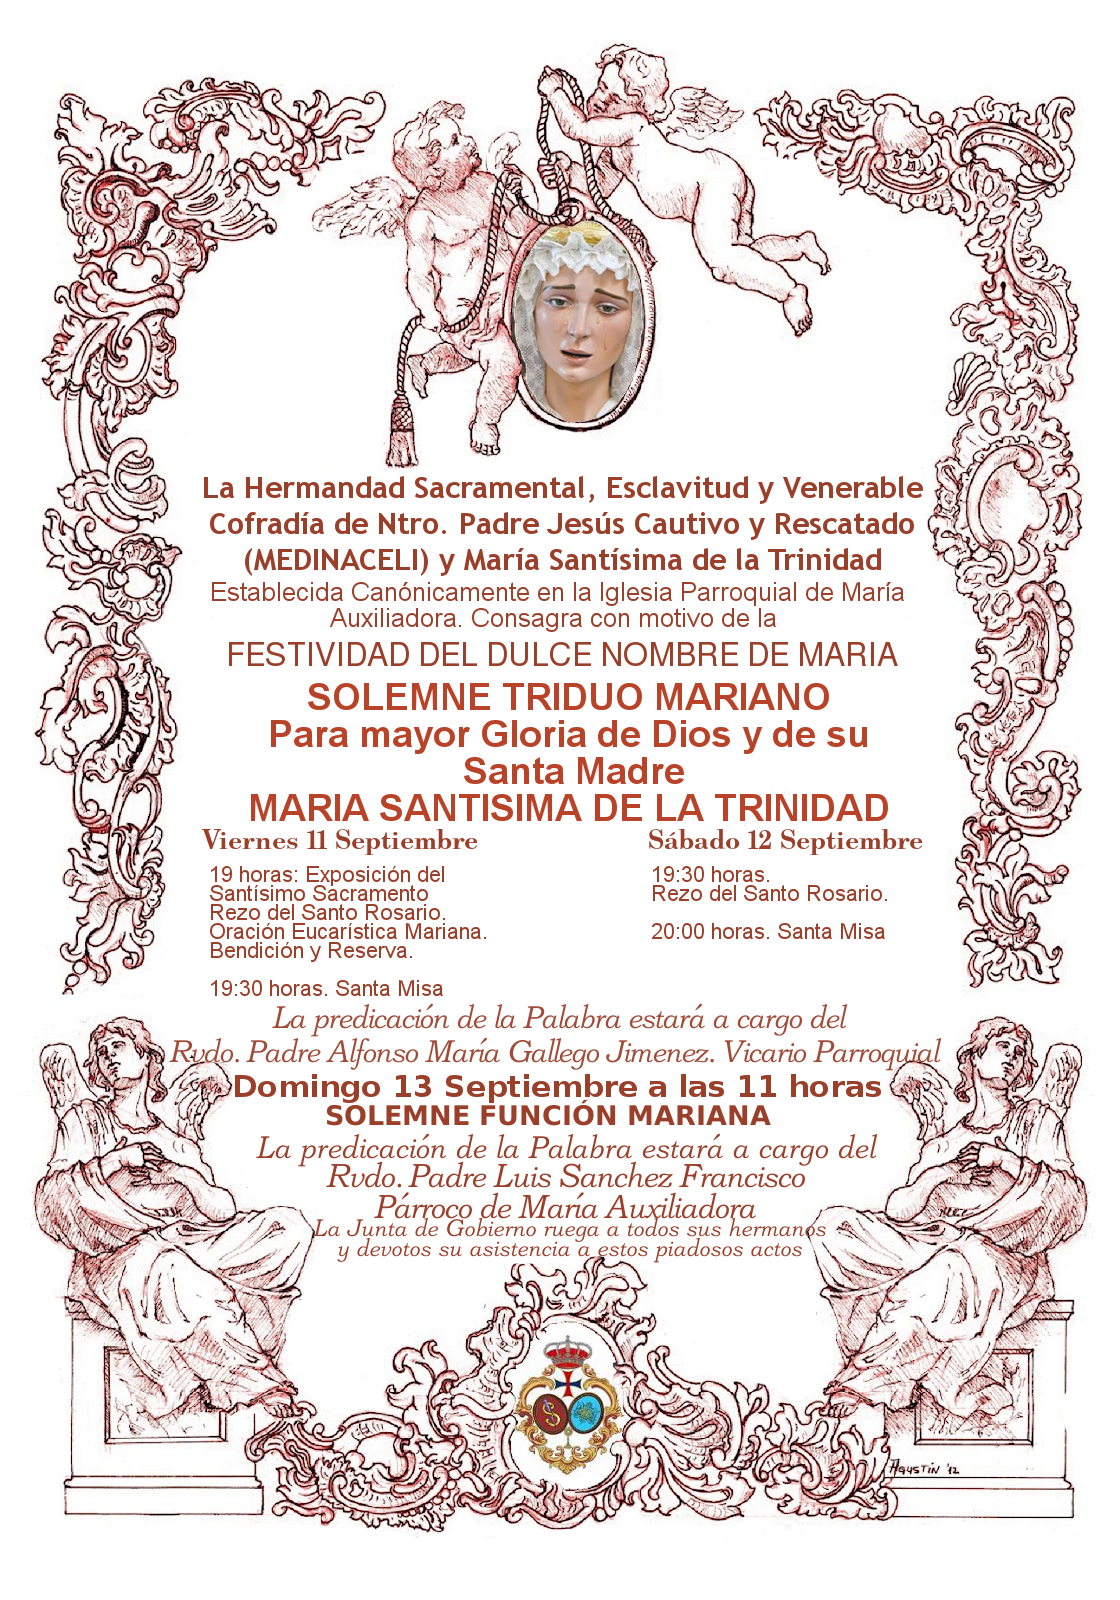 La Hermandad Sacramental, Esclavitud y Venerable
Cofradía de Ntro. Padre Jesús Cautivo y Rescatado
(MEDINACELI) y María Santísima de la Trinidad
Establecida Canónicamente en la Iglesia Parroquial de María
Auxiliadora. Consagra con motivo de la
FESTIVIDAD DEL DULCE NOMBRE DE MARIA
SOLEMNE TRIDUO MARIANO
Para mayor Gloria de Dios y de su
Santa Madre
MARIA SANTISIMA DE LA TRINIDAD
Viernes 11 Septiembre
19 horas: Exposición del
Santísimo Sacramento
Rezo del Santo Rosario.
Oración Eucarística Mariana.
Bendición y Reserva.
19:30 horas. Santa Misa
Sábado 12 Septiembre
19:30 horas.
Rezo del Santo Rosario.
20:00 horas. Santa Misa
La predicación de la Palabra estará a cargo del
Rvdo. Padre Alfonso María Gallego Jimenez. Vicario Parroquial
Domingo 13 Septiembre a las 11 horas
SOLEMNE FUNCIÓN MARIANA
La predicación de la Palabra estará a cargo del
Rvdo. Padre Luis Sanchez Francisco
Párroco de María Auxiliadora
La Junta de Gobierno ruega a todos sus hermanos
y devotos su asistencia a estos piadosos actos
AGUSTÍN '12